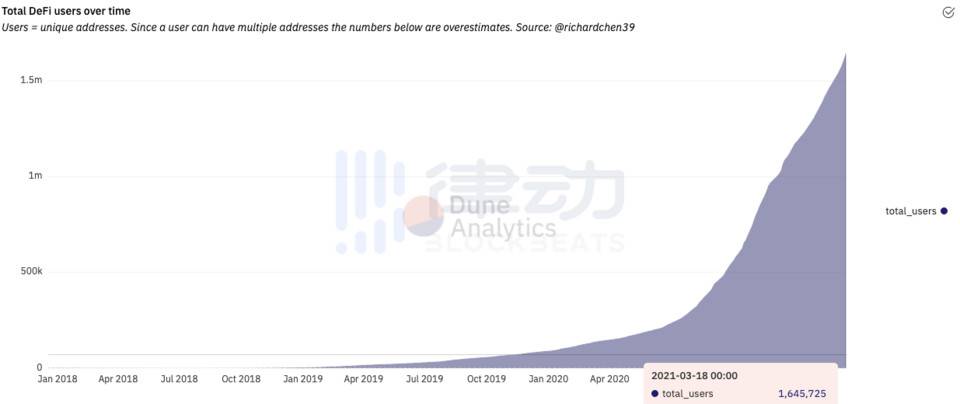 Total DeFi users over time
Users = unique addresses. Since a user can have multiple addresses the numbers below are overestimates. Source: @richardchen39
1.5m
1m
500k
0
律动
Dune
Analytics
BLOCKBEATS
total_users
Jan 2018 Apr 2018 Jul 2018 Oct 2018 Jan 2019 Apr 2019 Jul 2019 Oct 2019 Jan 2020 Apr 2020
2021-03-18 00:00
total_users 1,645,725